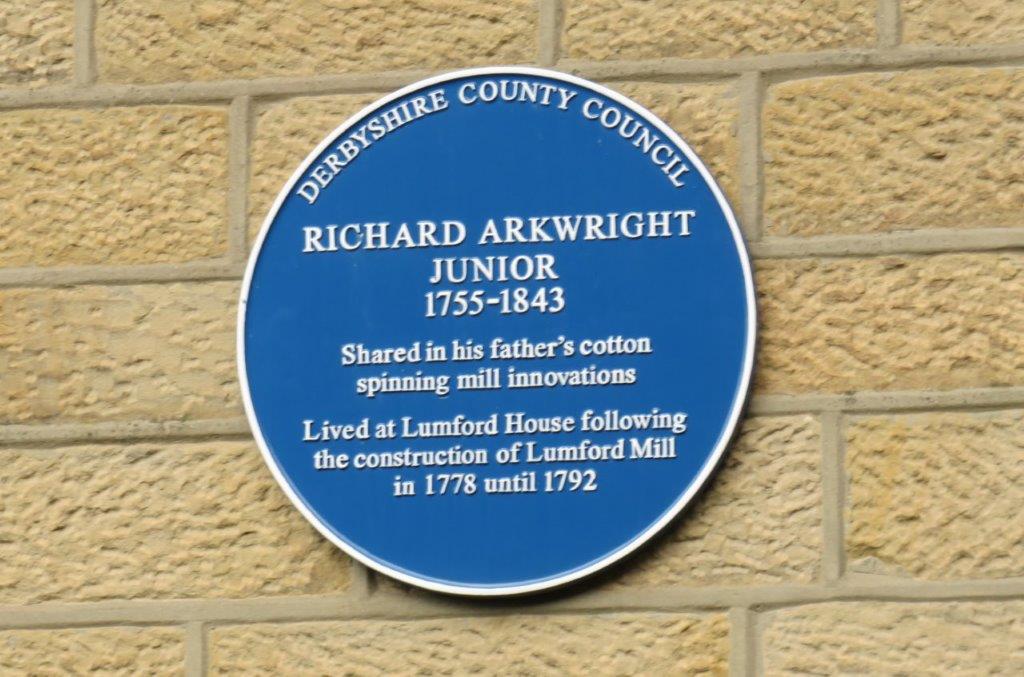 DERBYSHIRE COUNTY COUNCIL
RICHARD ARKWRIGHT
JUNIOR
1755-1843
Shared in his father's cotton
spinning mill innovations
Lived at Lumford House following
the construction of Lumford Mill
in 1778 until 1792